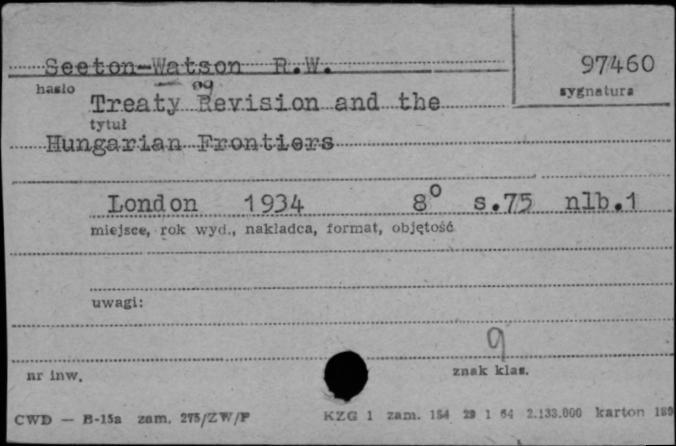 Seeton-Watson R.W.
97460
hasło
sygnatura
Treaty Revision and the
tytuł
Hungarian Frontiers
London 1934 8° s.75 nlb.1
miejsce, rok wyd., nakładca, format, objętość
uwagi:
9
nr inw.
znak klas.
CWD — B-15a zam. 275/ZW/F
KZG 1 zam. 154 29 1 64 2.133.000 karton